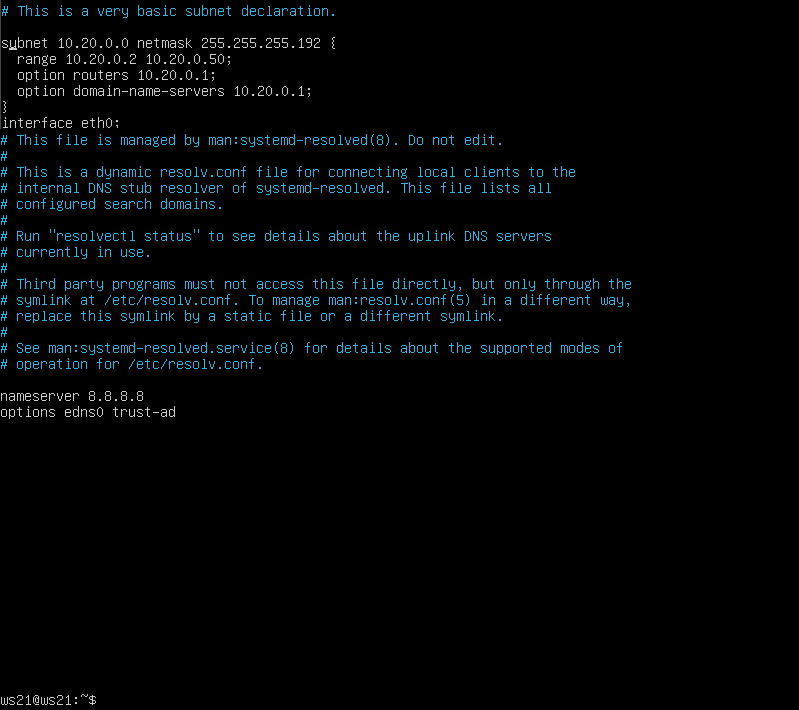 # This is a very basic subnet declaration.
subnet 10.20.0.0 netmask 255.255.255.192 {
  range 10.20.0.2 10.20.0.50;
  option routers 10.20.0.1;
  option domain-name-servers 10.20.0.1;
}
interface eth0;
# This file is managed by man:systemd-resolved(8). Do not edit.
#
# This is a dynamic resolv.conf file for connecting local clients to the
# internal DNS stub resolver of systemd-resolved. This file lists all
# configured search domains.
#
# Run "resolvectl status" to see details about the uplink DNS servers
# currently in use.
#
# Third party programs must not access this file directly, but only through the
# symlink at /etc/resolv.conf. To manage man:resolv.conf(5) in a different way,
# replace this symlink by a static file or a different symlink.
#
# See man:systemd-resolved.service(8) for details about the supported modes of
# operation for /etc/resolv.conf.
nameserver 8.8.8.8
options edns0 trust-ad
ws21@ws21:~$